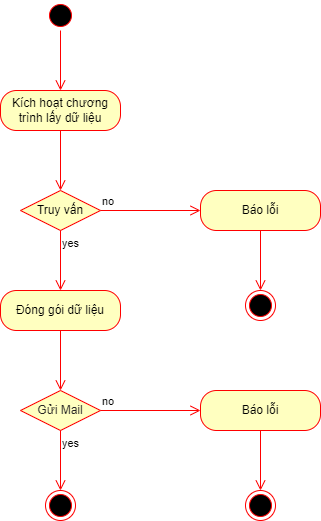 Kích hoạt chương
trình lấy dữ liệu
Truy vấn
no
Báo lỗi
yes
Đóng gói dữ liệu
Gửi Mail
no
Báo lỗi
yes